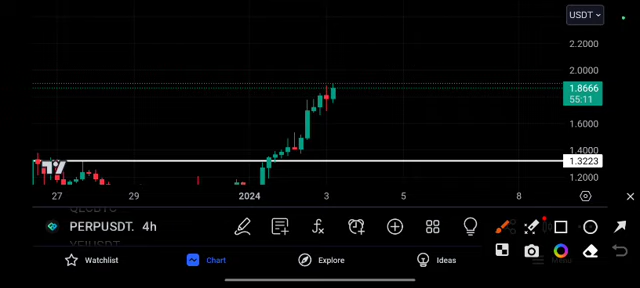 USDT
2.2000
2.0000
1.8666
55:11
1.6000
1.4000
1.3223
1.2000
27 29 2024 3 5 8
PERPUSDT. 4h
Watchlist Chart Explore Ideas